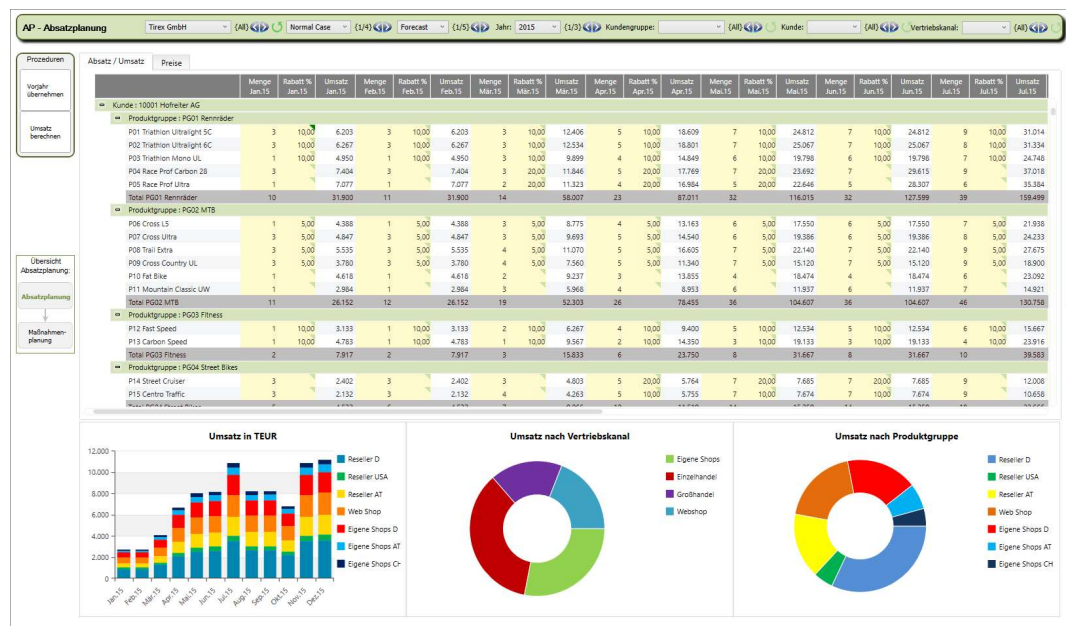 AP - Absatzplanung Tirex GmbH {All} Normal Case {1/4} Forecast {1/5} Jahr: 2015 {1/3} Kundengruppe: {All} Kunde: {All} Vertriebskanal: {All}
Prozeduren
Vorjahr
übernehmen
Umsatz
berechnen
Übersicht
Absatzplanung:
Absatzplanung
Maßnahmen-
planung
Absatz / Umsatz Preise
Menge Rabatt % Umsatz Menge Rabatt % Umsatz Menge Rabatt % Umsatz Menge Rabatt % Umsatz Menge Rabatt % Umsatz Menge Rabatt % Umsatz Menge Rabatt % Umsatz
Jan.15 Jan.15 Jan.15 Feb.15 Feb.15 Feb.15 Mär.15 Mär.15 Mär.15 Apr.15 Apr.15 Apr.15 Mai.15 Mai.15 Mai.15 Jun.15 Jun.15 Jun.15 Jul.15 Jul.15 Jul.15
Kunde : 10001 Hofreiter AG
Produktgruppe : PG01 Rennräder
P01 Triathlon Ultralight 5C 3 10,00 6.203 3 10,00 6.203 3 10,00 12.406 5 10,00 18.609 7 10,00 24.812 7 10,00 24.812 9 10,00 31.014
P02 Triathlon Ultralight 6C 3 10,00 6.267 3 10,00 6.267 3 10,00 12.534 5 10,00 18.801 7 10,00 25.067 7 10,00 25.067 8 10,00 31.334
P03 Triathlon Mono UL 1 10,00 4.950 1 10,00 4.950 3 10,00 9.899 4 10,00 14.849 6 10,00 19.798 6 10,00 19.798 7 10,00 24.748
P04 Race Prof Carbon 28 3 7.404 3 7.404 3 20,00 11.846 5 20,00 17.769 7 20,00 23.692 7 29.615 9 37.018
P05 Race Prof Ultra 1 7.077 1 7.077 2 20,00 11.323 4 20,00 16.984 5 20,00 22.646 5 28.307 6 35.384
Total PG01 Rennräder 10 31.900 11 31.900 14 58.007 23 87.011 32 116.015 32 127.599 39 159.499
Produktgruppe : PG02 MTB
P06 Cross L5 1 5,00 4.388 1 5,00 4.388 3 5,00 8.775 4 5,00 13.163 6 5,00 17.550 6 5,00 17.550 7 5,00 21.938
P07 Cross Ultra 3 5,00 4.847 3 5,00 4.847 3 5,00 9.693 5 5,00 14.540 6 5,00 19.386 6 5,00 19.386 8 5,00 24.233
P08 Trail Extra 3 5,00 5.535 3 5,00 5.535 4 5,00 11.070 5 5,00 16.605 7 5,00 22.140 7 5,00 22.140 9 5,00 27.675
P09 Cross Country UL 3 5,00 3.780 3 5,00 3.780 4 5,00 7.560 5 5,00 11.340 7 5,00 15.120 7 5,00 15.120 9 5,00 18.900
P10 Fat Bike 1 4.618 1 4.618 2 9.237 3 13.855 4 18.474 4 18.474 6 23.092
P11 Mountain Classic UW 1 2.984 1 2.984 3 5.968 4 8.953 6 11.937 6 11.937 7 14.921
Total PG02 MTB 11 26.152 12 26.152 19 52.303 26 78.455 36 104.607 36 104.607 46 130.758
Produktgruppe : PG03 Fitness
P12 Fast Speed 1 10,00 3.133 1 10,00 3.133 2 10,00 6.267 4 10,00 9.400 5 10,00 12.534 5 10,00 12.534 6 10,00 15.667
P13 Carbon Speed 1 10,00 4.783 1 10,00 4.783 1 10,00 9.567 2 10,00 14.350 3 10,00 19.133 3 10,00 19.133 4 10,00 23.916
Total PG03 Fitness 2 7.917 2 7.917 3 15.833 6 23.750 8 31.667 8 31.667 10 39.583
Produktgruppe : PG04 Street Bikes
P14 Street Cruiser 3 2.402 3 2.402 3 4.803 5 20,00 5.764 7 20,00 7.685 7 20,00 7.685 9 12.008
P15 Centro Traffic 3 2.132 3 2.132 4 4.263 5 10,00 5.755 7 10,00 7.674 7 10,00 7.674 9 10.658
Umsatz in TEUR
12.000
10.000
8.000
6.000
4.000
2.000
0
Jan.15 Feb.15 Mär.15 Apr.15 Mai.15 Jun.15 Jul.15 Aug.15 Sep.15 Okt.15 Nov.15 Dez.15
Reseller D
Reseller USA
Reseller AT
Web Shop
Eigene Shops D
Eigene Shops AT
Eigene Shops CH
Umsatz nach Vertriebskanal
Eigene Shops
Einzelhandel
Großhandel
Webshop
Umsatz nach Produktgruppe
Reseller D
Reseller USA
Reseller AT
Web Shop
Eigene Shops D
Eigene Shops AT
Eigene Shops CH